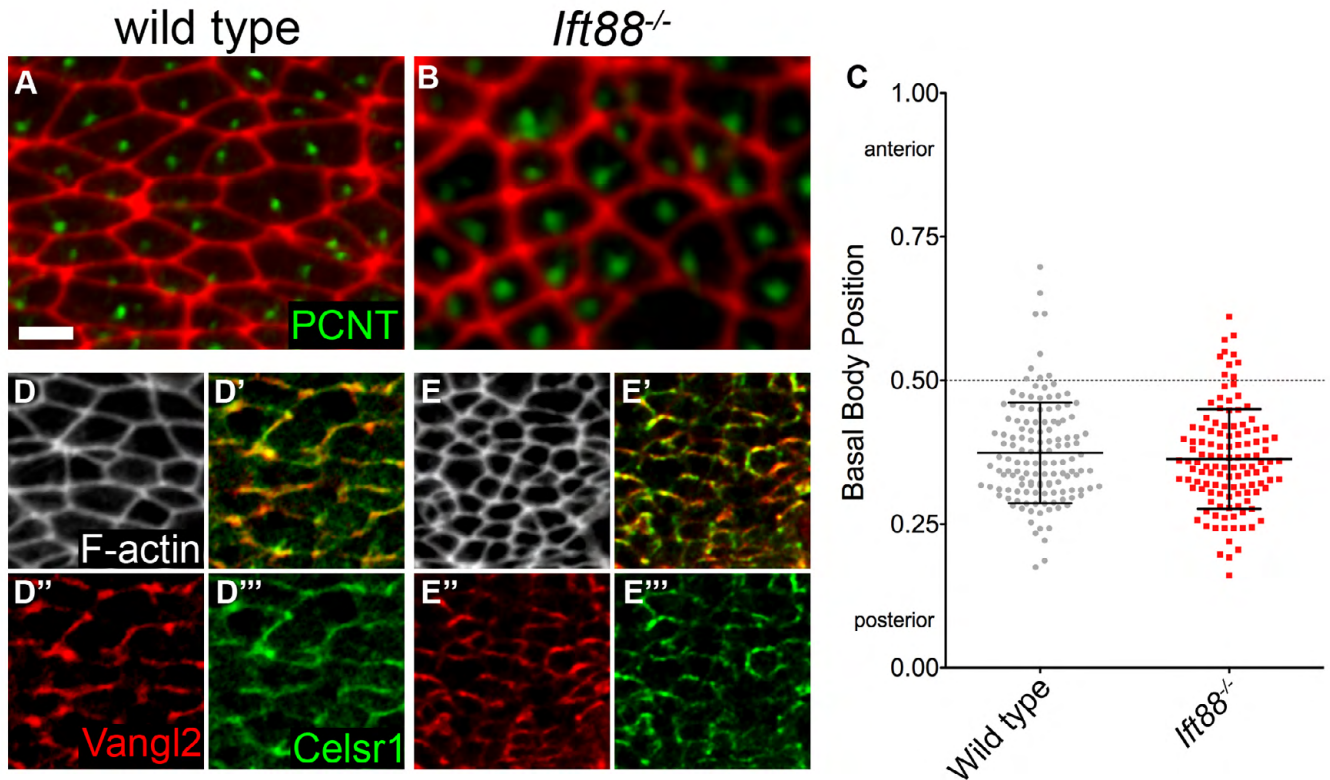 wild type
Ift88-/-
A
PCNT
B
C
1.00
anterior
0.75
Basal Body Position
0.50
0.25
posterior
0.00
Wild type
Ift88-/-
D
F-actin
D'
E
E'
D''
Vangl2
D'''
Celsr1
E''
E'''